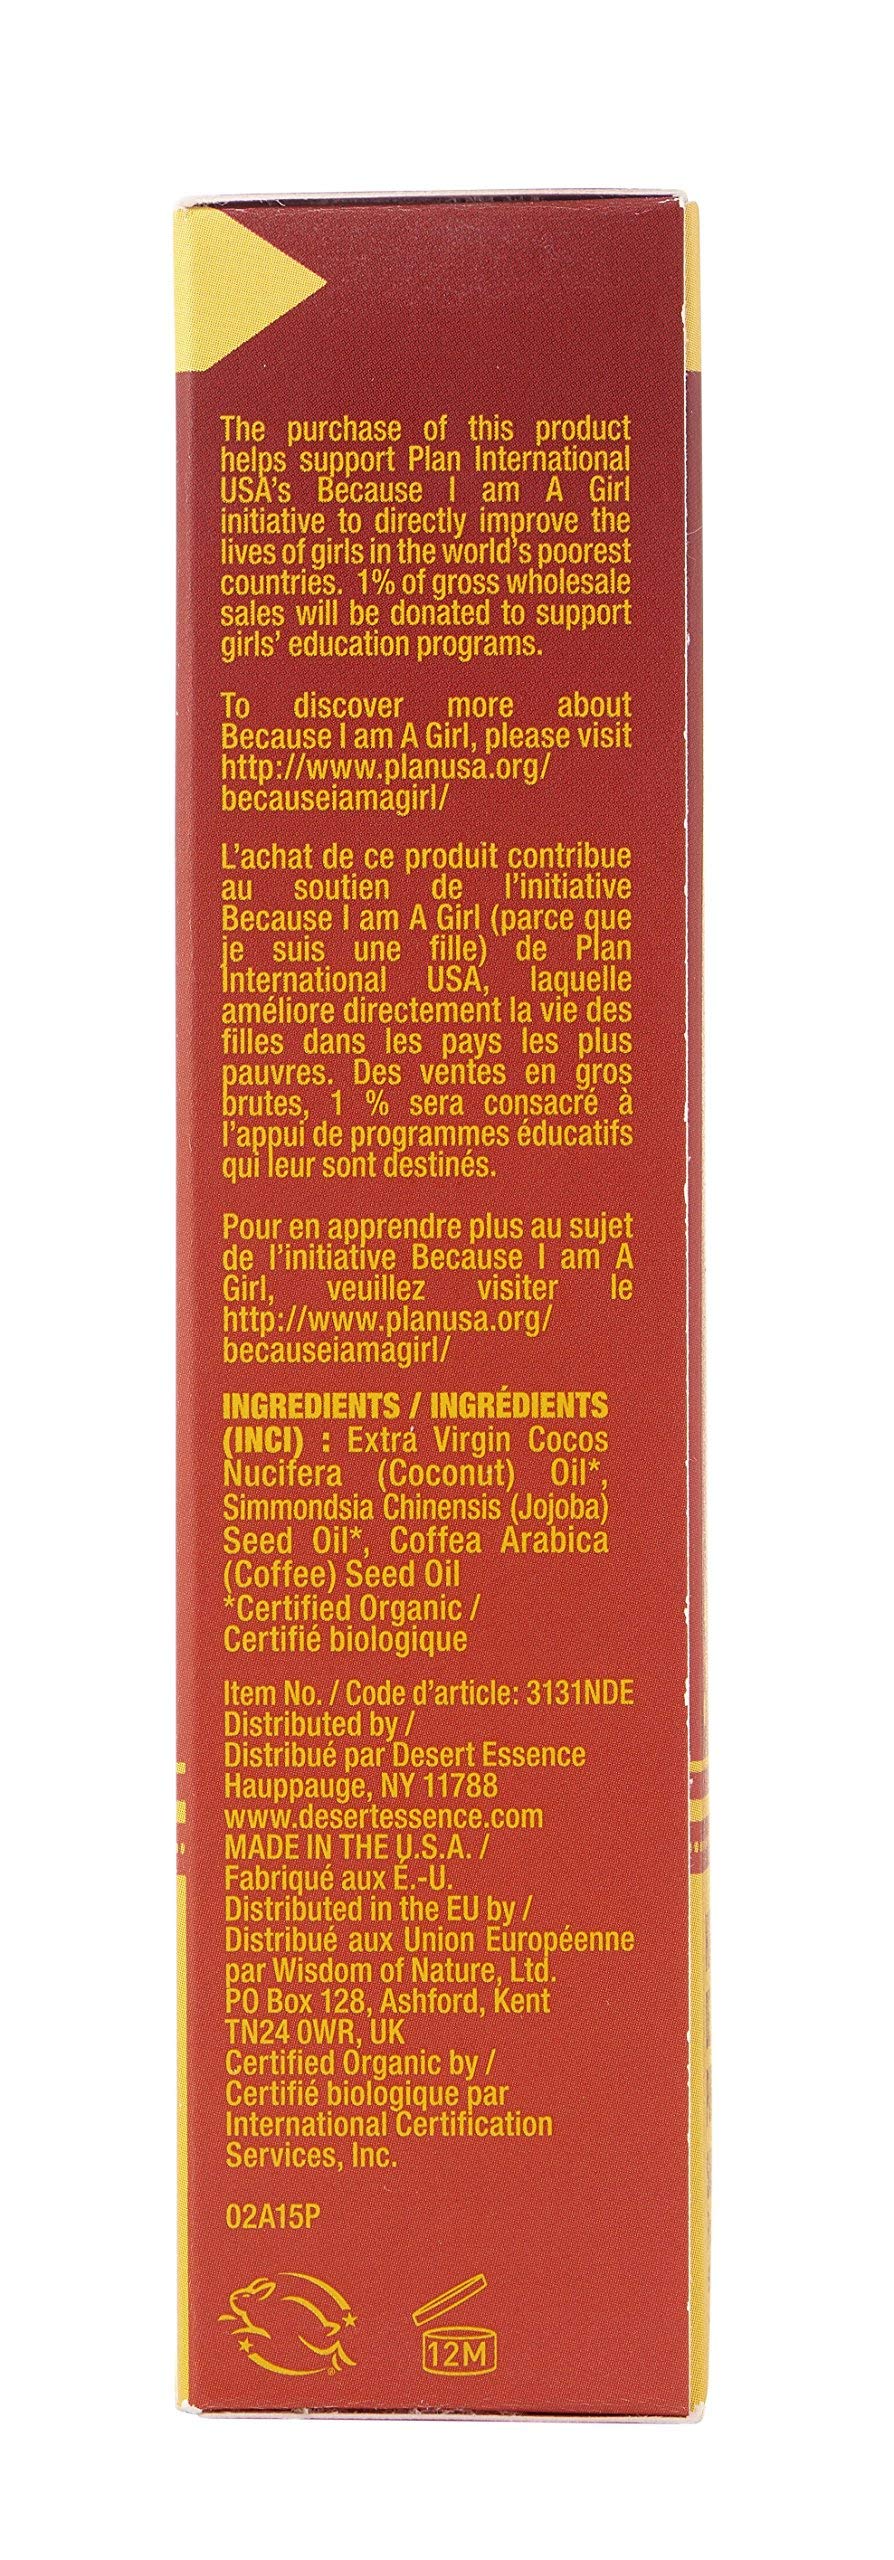 The purchase of this product
helps support Plan International
USA's Because I am A Girl
initiative to directly improve the
lives of girls in the world's poorest
countries. 1% of gross wholesale
sales will be donated to support
girls' education programs.
To discover more about
Because I am A Girl, please visit
http://www.planusa.org/
becauseiamagirl/
L'achat de ce produit contribue
au soutien de l'initiative
Because I am A Girl (parce que
je suis une fille) de Plan
International USA, laquelle
améliore directement la vie des
filles dans les pays les plus
pauvres. Des ventes en gros
brutes, 1 % sera consacré à
l'appui de programmes éducatifs
qui leur sont destinés.
Pour en apprendre plus au sujet
de l'initiative Because I am A
Girl, veuillez visiter le
http://www.planusa.org/
becauseiamagirl/
INGREDIENTS / INGRÉDIENTS
(INCI) : Extra Virgin Cocos
Nucifera (Coconut) Oil*,
Simmondsia Chinensis (Jojoba)
Seed Oil*, Coffea Arabica
(Coffee) Seed Oil
*Certified Organic /
Certifié biologique
Item No. / Code d'article: 3131NDE
Distributed by /
Distribué par Desert Essence
Hauppauge, NY 11788
www.desertessence.com
MADE IN THE U.S.A. /
Fabriqué aux É.-U.
Distributed in the EU by /
Distribué aux Union Européenne
par Wisdom of Nature, Ltd.
PO Box 128, Ashford, Kent
TN24 0WR, UK
Certified Organic by /
Certifié biologique par
International Certification
Services, Inc.
02A15P
12M